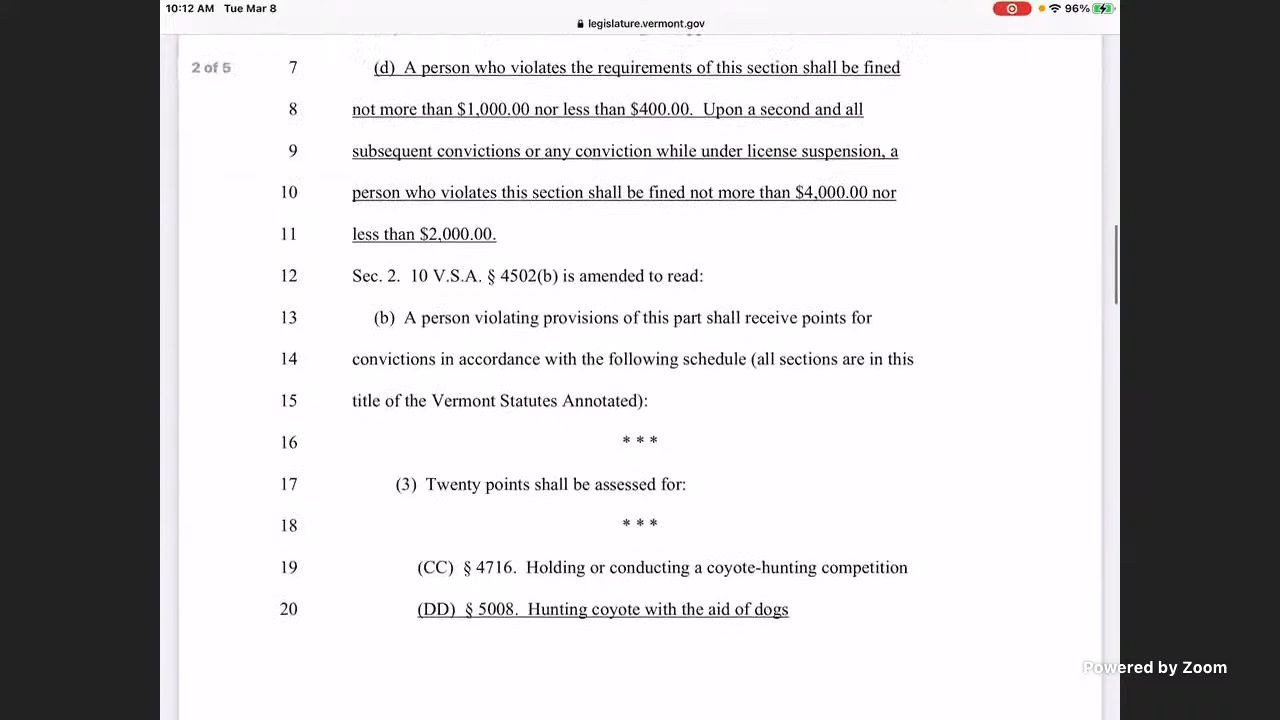 10:12 AM Tue Mar 8
96%
legislature.vermont.gov
2 of 5
7 (d) A person who violates the requirements of this section shall be fined
8 not more than $1,000.00 nor less than $400.00. Upon a second and all
9 subsequent convictions or any conviction while under license suspension, a
10 person who violates this section shall be fined not more than $4,000.00 nor
11 less than $2,000.00.
12 Sec. 2. 10 V.S.A. § 4502(b) is amended to read:
13 (b) A person violating provisions of this part shall receive points for
14 convictions in accordance with the following schedule (all sections are in this
15 title of the Vermont Statutes Annotated):
16 * * *
17 (3) Twenty points shall be assessed for:
18 * * *
19 (CC) § 4716. Holding or conducting a coyote-hunting competition
20 (DD) § 5008. Hunting coyote with the aid of dogs
Powered by Zoom